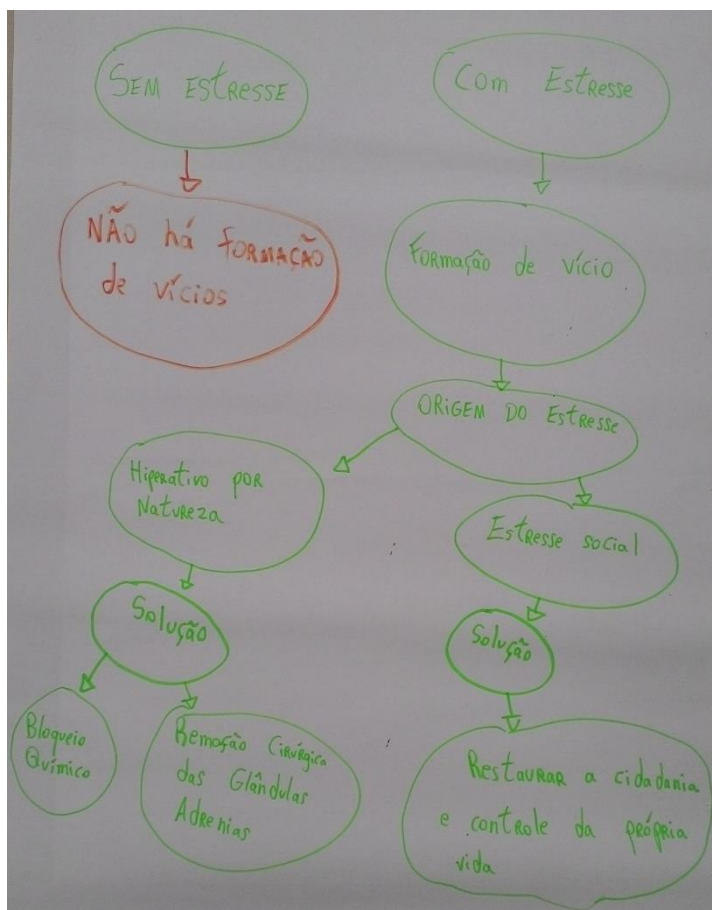 SEM EStResse
NÃO há FORMAÇÃO
de vícios
Com Estresse
Formação de vício
ORIGEM DO EStResse
Hiperativo por
Natureza
Solução
Bloqueio
Químico
Remoção Cirúrgica
das Glândulas
Adrenias
Estresse social
Solução
Restaurar a cidadania
e controle da própria
vida